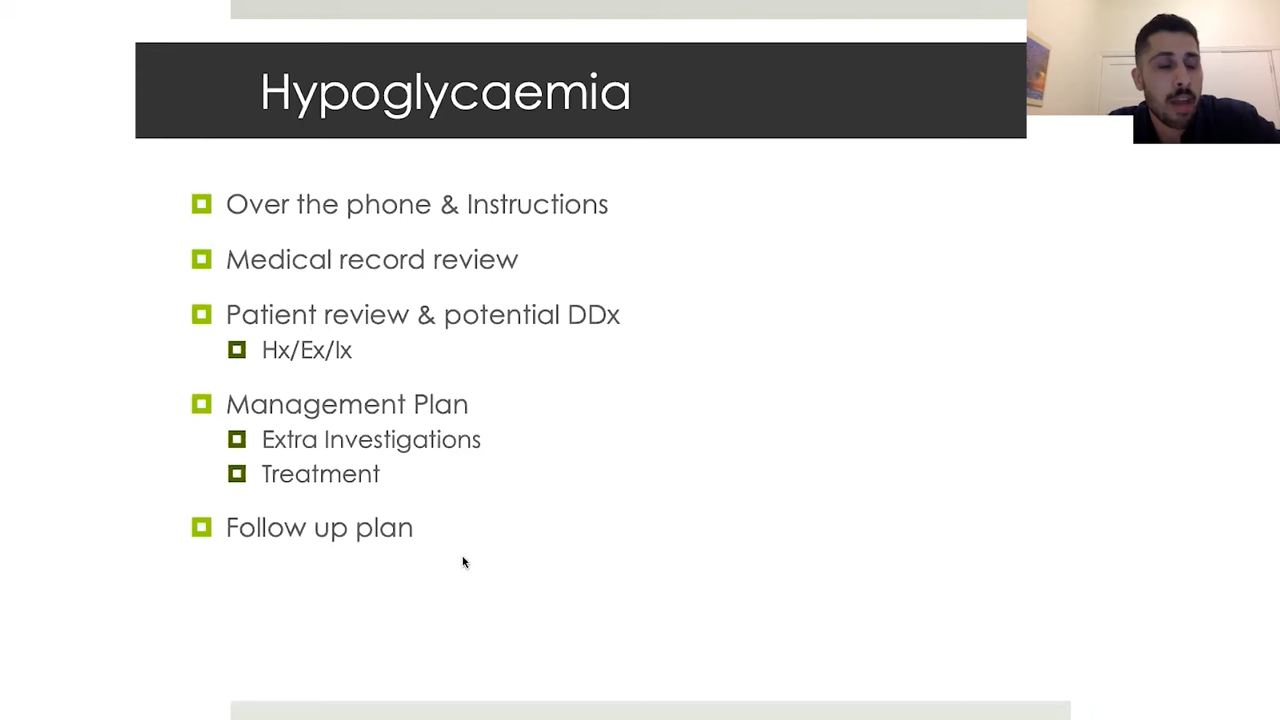 Hypoglycaemia
Over the phone & Instructions
Medical record review
Patient review & potential DDx
Hx/Ex/Ix
Management Plan
Extra Investigations
Treatment
Follow up plan